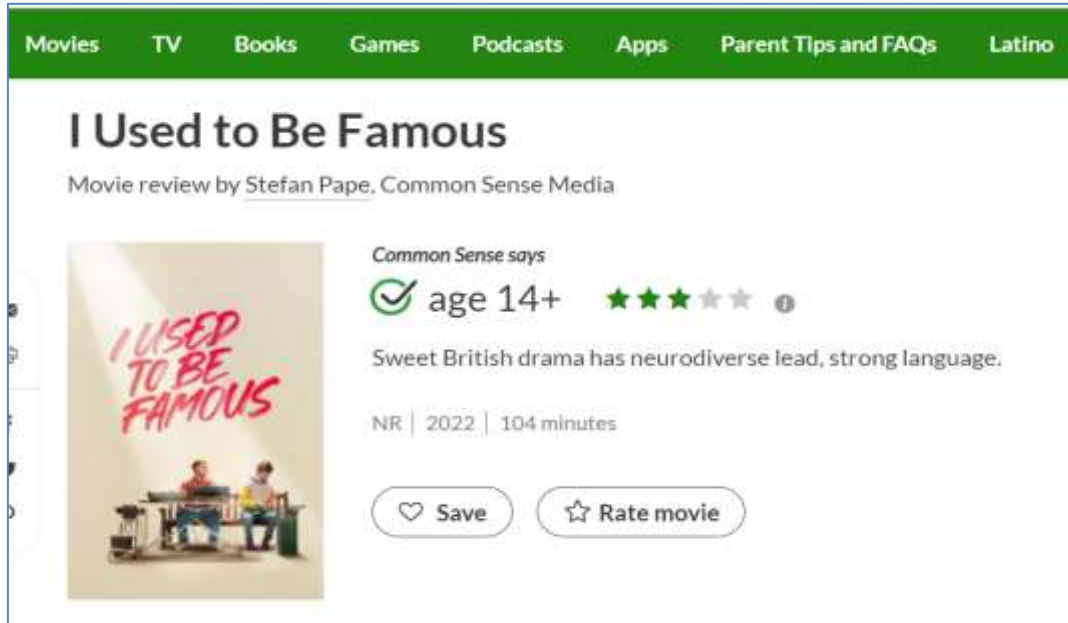 Movies TV Books Games Podcasts Apps Parent Tips and FAQs Latino
I Used to Be Famous
Movie review by Stefan Pape, Common Sense Media
I USED
TO BE
FAMOUS
Common Sense says
age 14+
Sweet British drama has neurodiverse lead, strong language.
NR | 2022 | 104 minutes
Save Rate movie